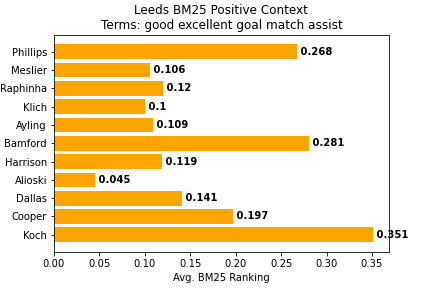 Leeds BM25 Positive Context
Terms: good excellent goal match assist
Phillips 0.268
Meslier 0.106
Raphinha 0.12
Klich 0.1
Ayling 0.109
Bamford 0.281
Harrison 0.119
Alioski 0.045
Dallas 0.141
Cooper 0.197
Koch 0.351
0.00 0.05 0.10 0.15 0.20 0.25 0.30 0.35
Avg. BM25 Ranking